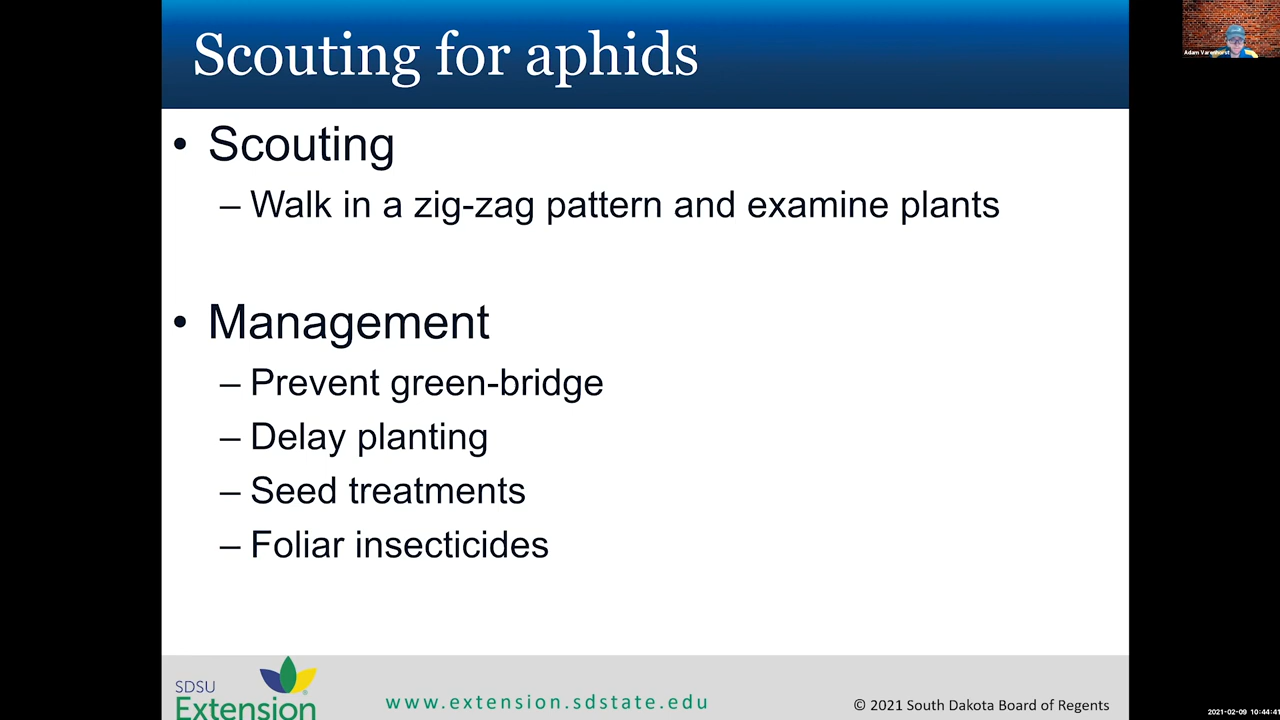 Scouting for aphids
Adam Varenhorst
• Scouting
– Walk in a zig-zag pattern and examine plants
• Management
– Prevent green-bridge
– Delay planting
– Seed treatments
– Foliar insecticides
SDSU
Extension
www.extension.sdstate.edu
© 2021 South Dakota Board of Regents
2021-02-09 10:44:41